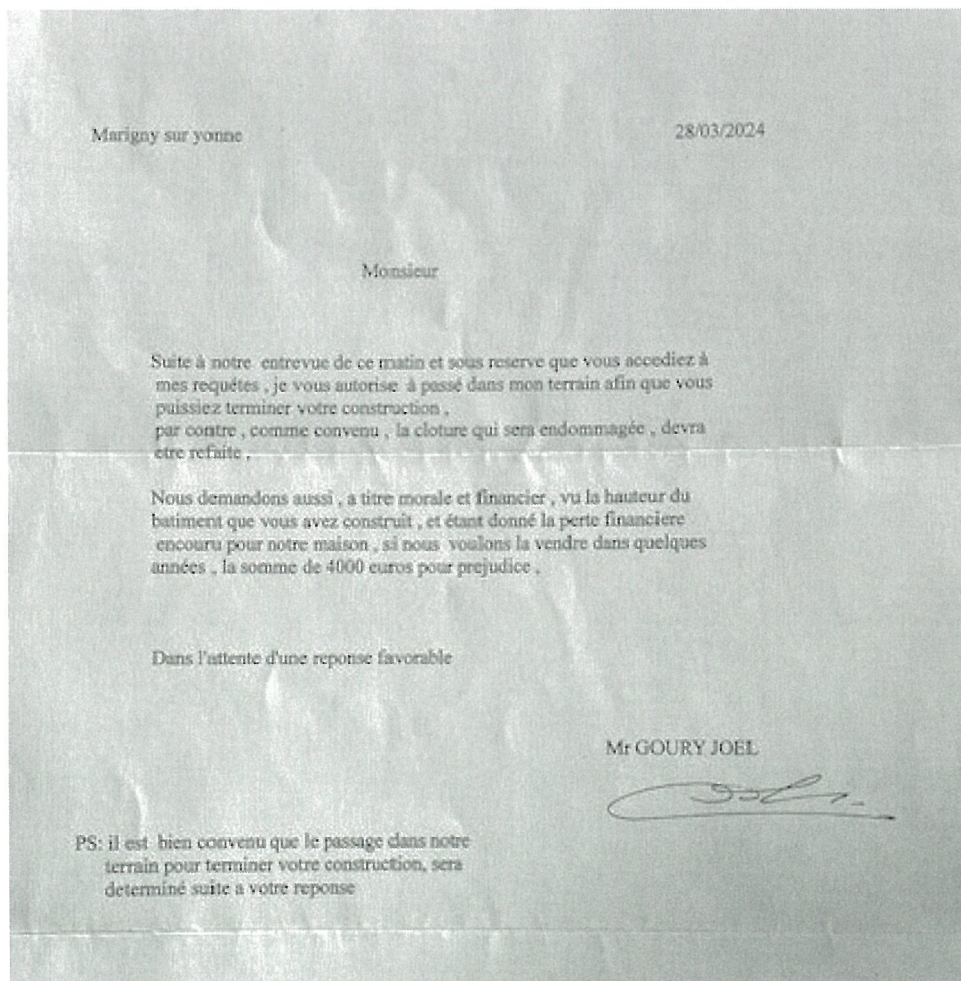 Marigny sur yonne 28/03/2024
Monsieur
Suite à notre entrevue de ce matin et sous reserve que vous accediez à
mes requétes , je vous autorise à passé dans mon terrain afin que vous
puissiez terminer votre construction ,
par contre , comme convenu , la cloture qui sera endommagée , devra
etre refaite .
Nous demandons aussi , a titre morale et financier , vu la hauteur du
batiment que vous avez construit , et étant donné la perte financiere
encouru pour notre maison , si nous voulons la vendre dans quelques
années , la somme de 4000 euros pour prejudice .
Dans l'attente d'une reponse favorable
Mr GOURY JOEL
PS: il est bien convenu que le passage dans notre
terrain pour terminer votre construction, sera
determiné suite a votre reponse